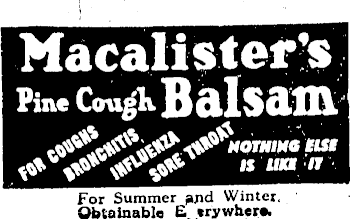 Macalister's
Pine Cough Balsam
FOR COUGHS
BRONCHITIS,
INFLUENZA
SORE THROAT
NOTHING ELSE
IS LIKE IT
For Summer and Winter.
Obtainable E erywhere.